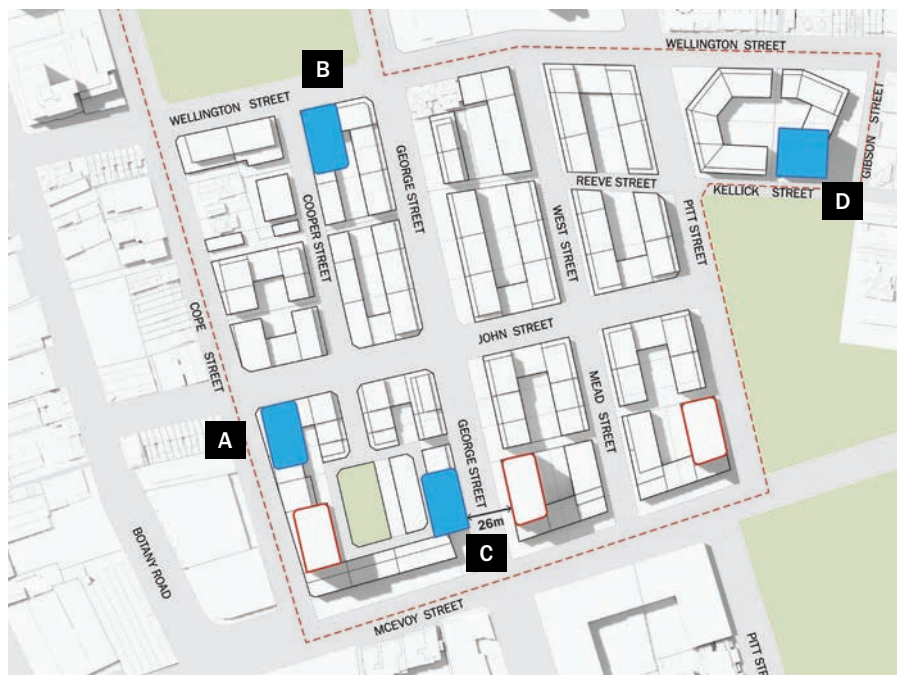 WELLINGTON STREET
B
WELLINGTON STREET
GIBSON STREET
GEORGE STREET
REEVE STREET
KELLICK STREET
D
COOPER STREET
WEST STREET
PITT STREET
COPE STREET
JOHN STREET
MEAD STREET
A
GEORGE STREET
26m
C
BOTANY ROAD
MCEVOY STREET
PITT STR